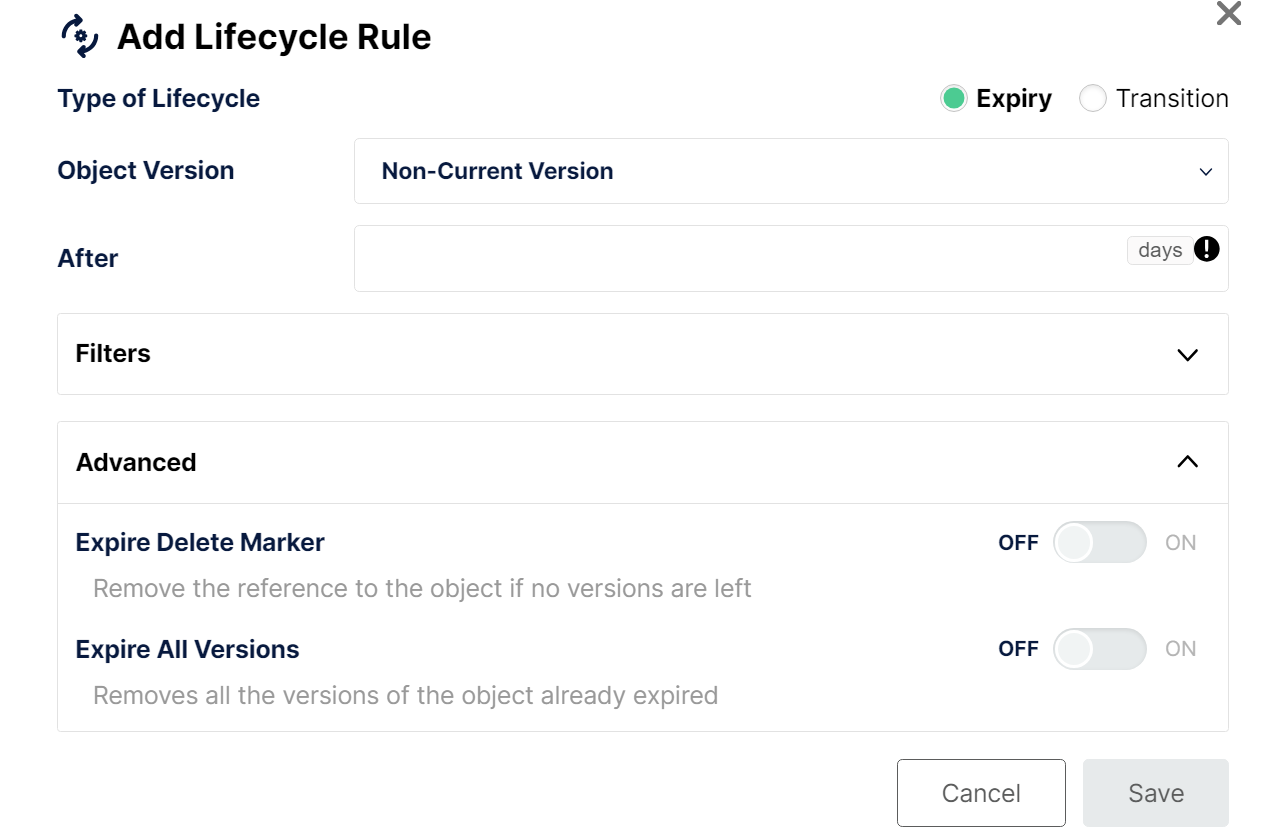 Add Lifecycle Rule
Type of Lifecycle Expiry Transition
Object Version Non-Current Version
After days
Filters
Advanced
Expire Delete Marker OFF ON
Remove the reference to the object if no versions are left
Expire All Versions OFF ON
Removes all the versions of the object already expired
Cancel Save